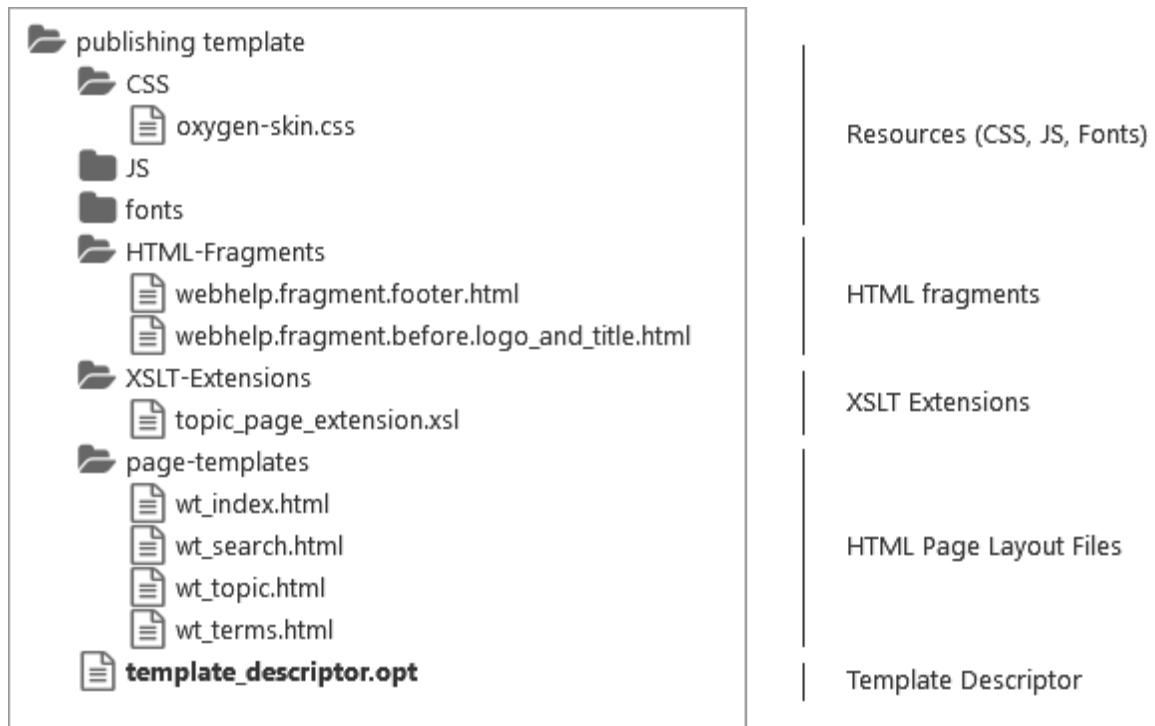 publishing template
CSS
oxygen-skin.css
JS
fonts
HTML-Fragments
webhelp.fragment.footer.html
webhelp.fragment.before.logo_and_title.html
XSLT-Extensions
topic_page_extension.xsl
page-templates
wt_index.html
wt_search.html
wt_topic.html
wt_terms.html
template_descriptor.opt
Resources (CSS, JS, Fonts)
HTML fragments
XSLT Extensions
HTML Page Layout Files
Template Descriptor